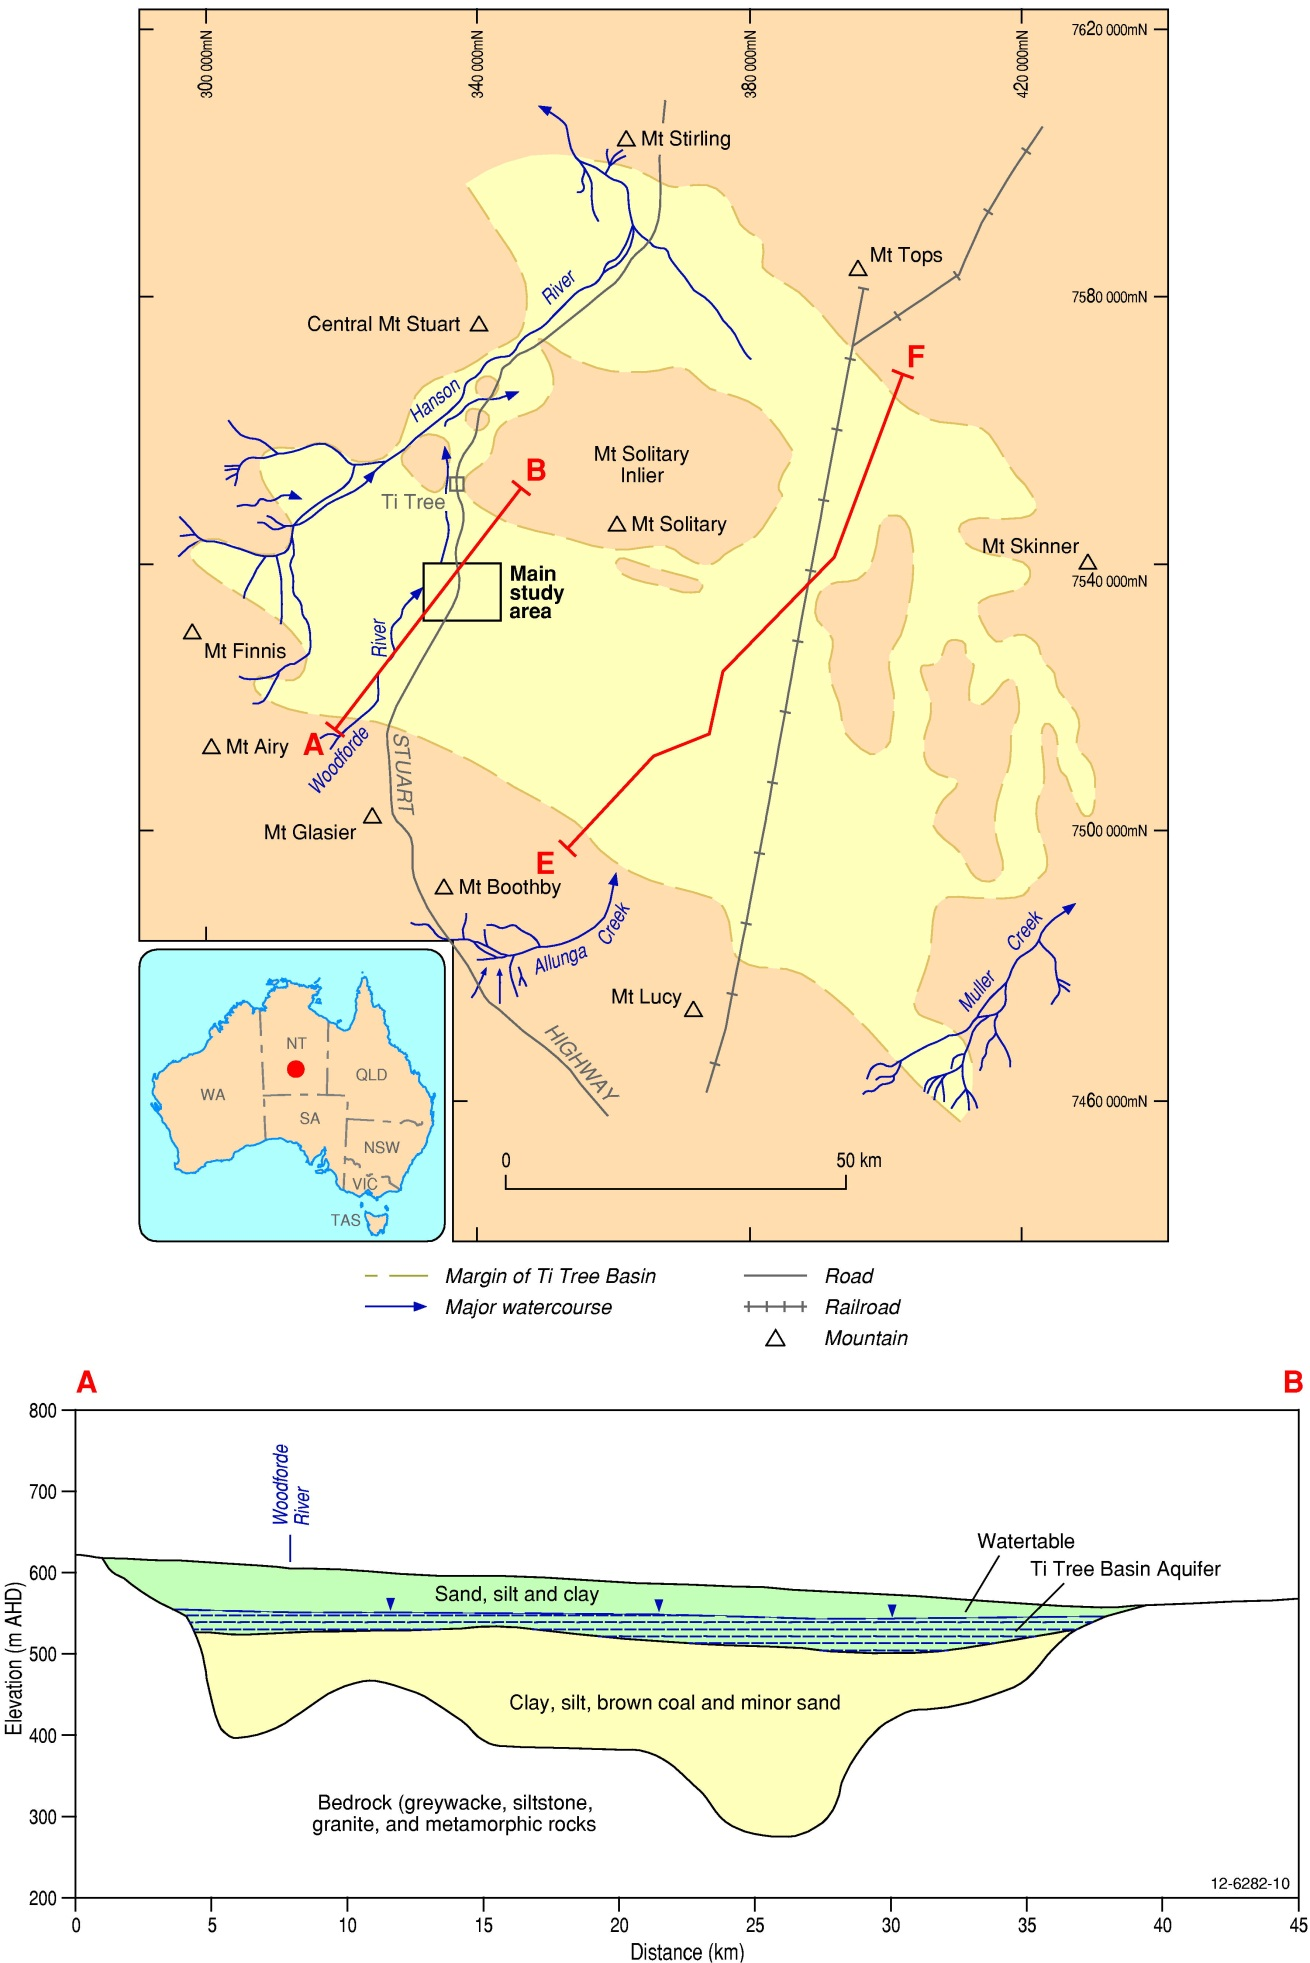 300 000mN
340 000mN
380 000mN
420 000mN
7620 000mN
Mt Stirling
Mt Tops
River
7580 000mN
Central Mt Stuart
F
Hanson
Mt Solitary
Inlier
B
Ti Tree
Mt Solitary
Mt Skinner
Main
study
area
7540 000mN
River
Mt Finnis
A
Mt Airy
Woodforde
STUART
Mt Glasier
7500 000mN
E
Mt Boothby
Creek
Allunga
Creek
Muller
Mt Lucy
HIGHWAY
7460 000mN
NT
WA
QLD
SA
NSW
VIC
TAS
0
50 km
Margin of Ti Tree Basin
Road
Major watercourse
Railroad
Mountain
A
B
800
700
600
500
400
300
200
Elevation (m AHD)
Woodforde
River
Watertable
Ti Tree Basin Aquifer
Sand, silt and clay
Clay, silt, brown coal and minor sand
Bedrock (greywacke, siltstone,
granite, and metamorphic rocks
12-6282-10
0 5 10 15 20 25 30 35 40 45
Distance (km)